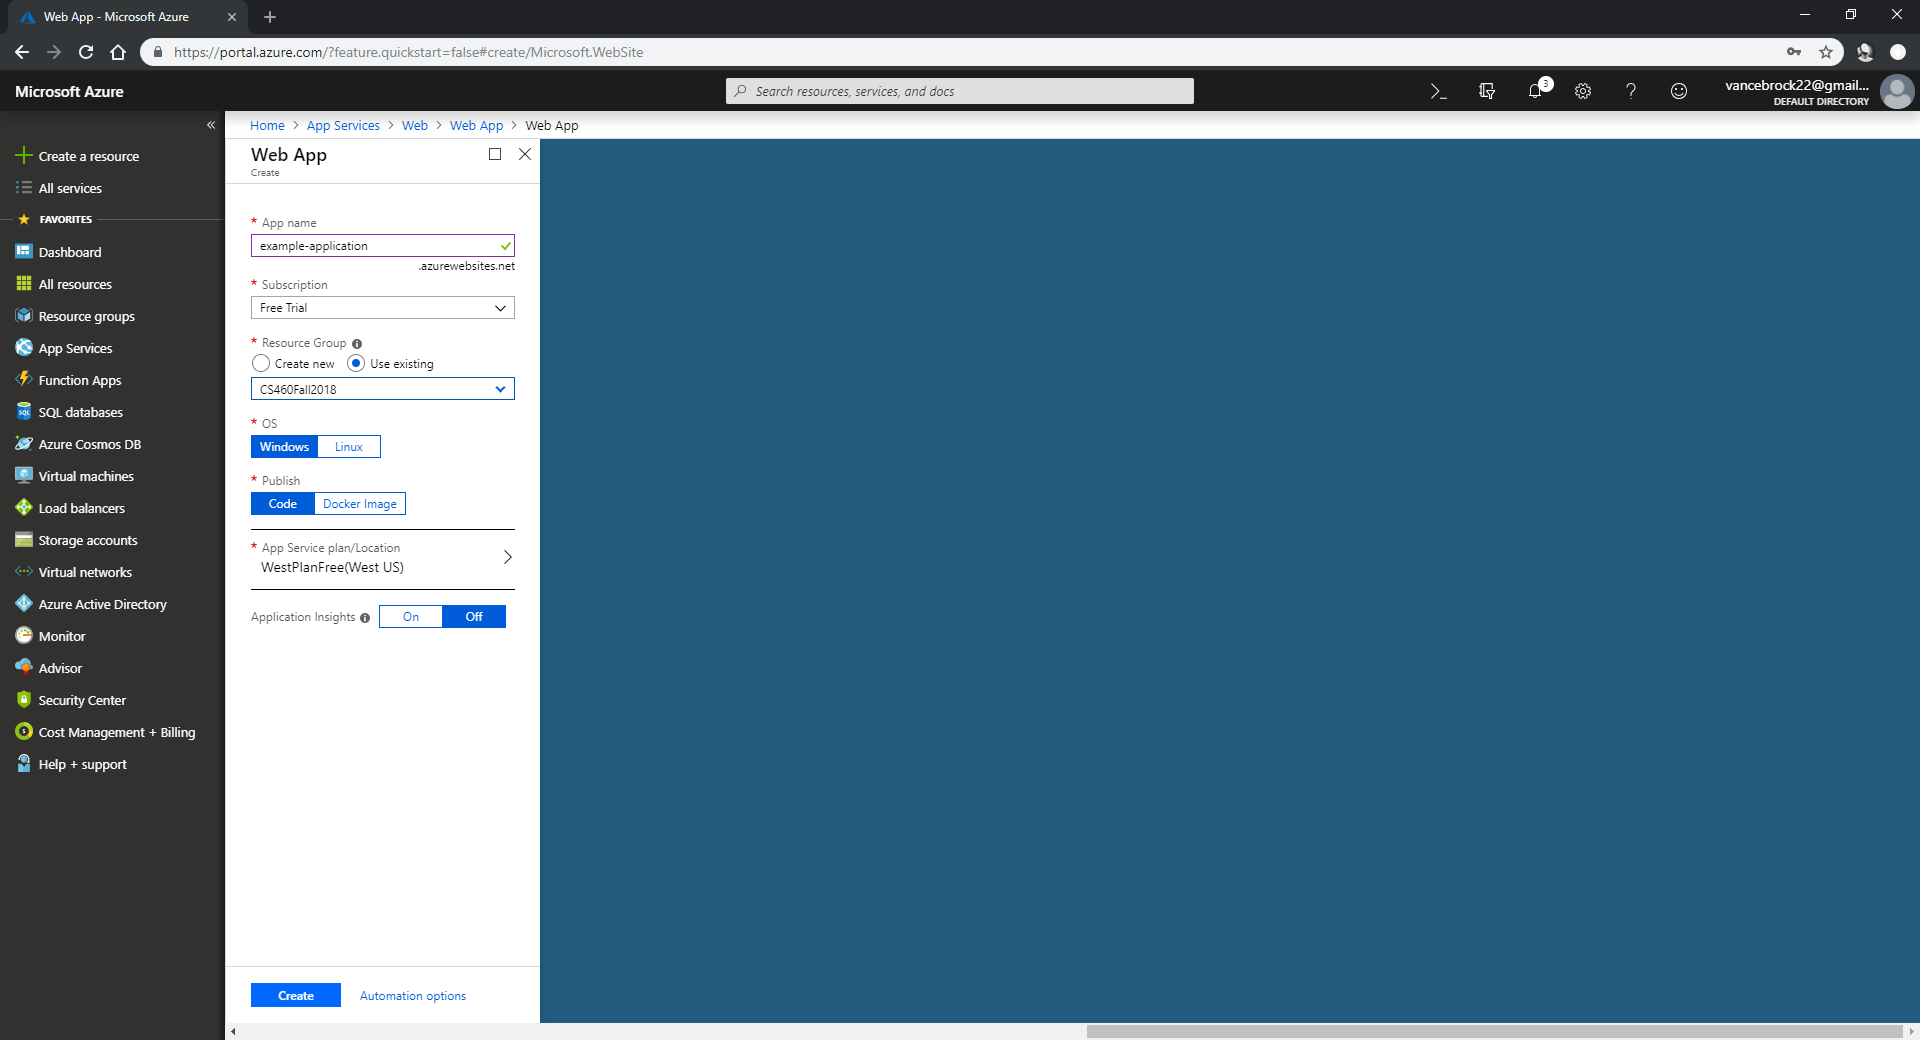 Web App - Microsoft Azure
https://portal.azure.com/?feature.quickstart=false#create/Microsoft.WebSite
Microsoft Azure
Search resources, services, and docs
3
vancebrock22@gmail...
DEFAULT DIRECTORY
Home > App Services > Web > Web App > Web App
Create a resource
All services
FAVORITES
Dashboard
All resources
Resource groups
App Services
Function Apps
SQL databases
Azure Cosmos DB
Virtual machines
Load balancers
Storage accounts
Virtual networks
Azure Active Directory
Monitor
Advisor
Security Center
Cost Management + Billing
Help + support
Web App
Create
* App name
example-application
.azurewebsites.net
* Subscription
Free Trial
* Resource Group
Create new Use existing
CS460Fall2018
* OS
Windows Linux
* Publish
Code Docker Image
* App Service plan/Location
WestPlanFree(West US)
Application Insights On Off
Create Automation options